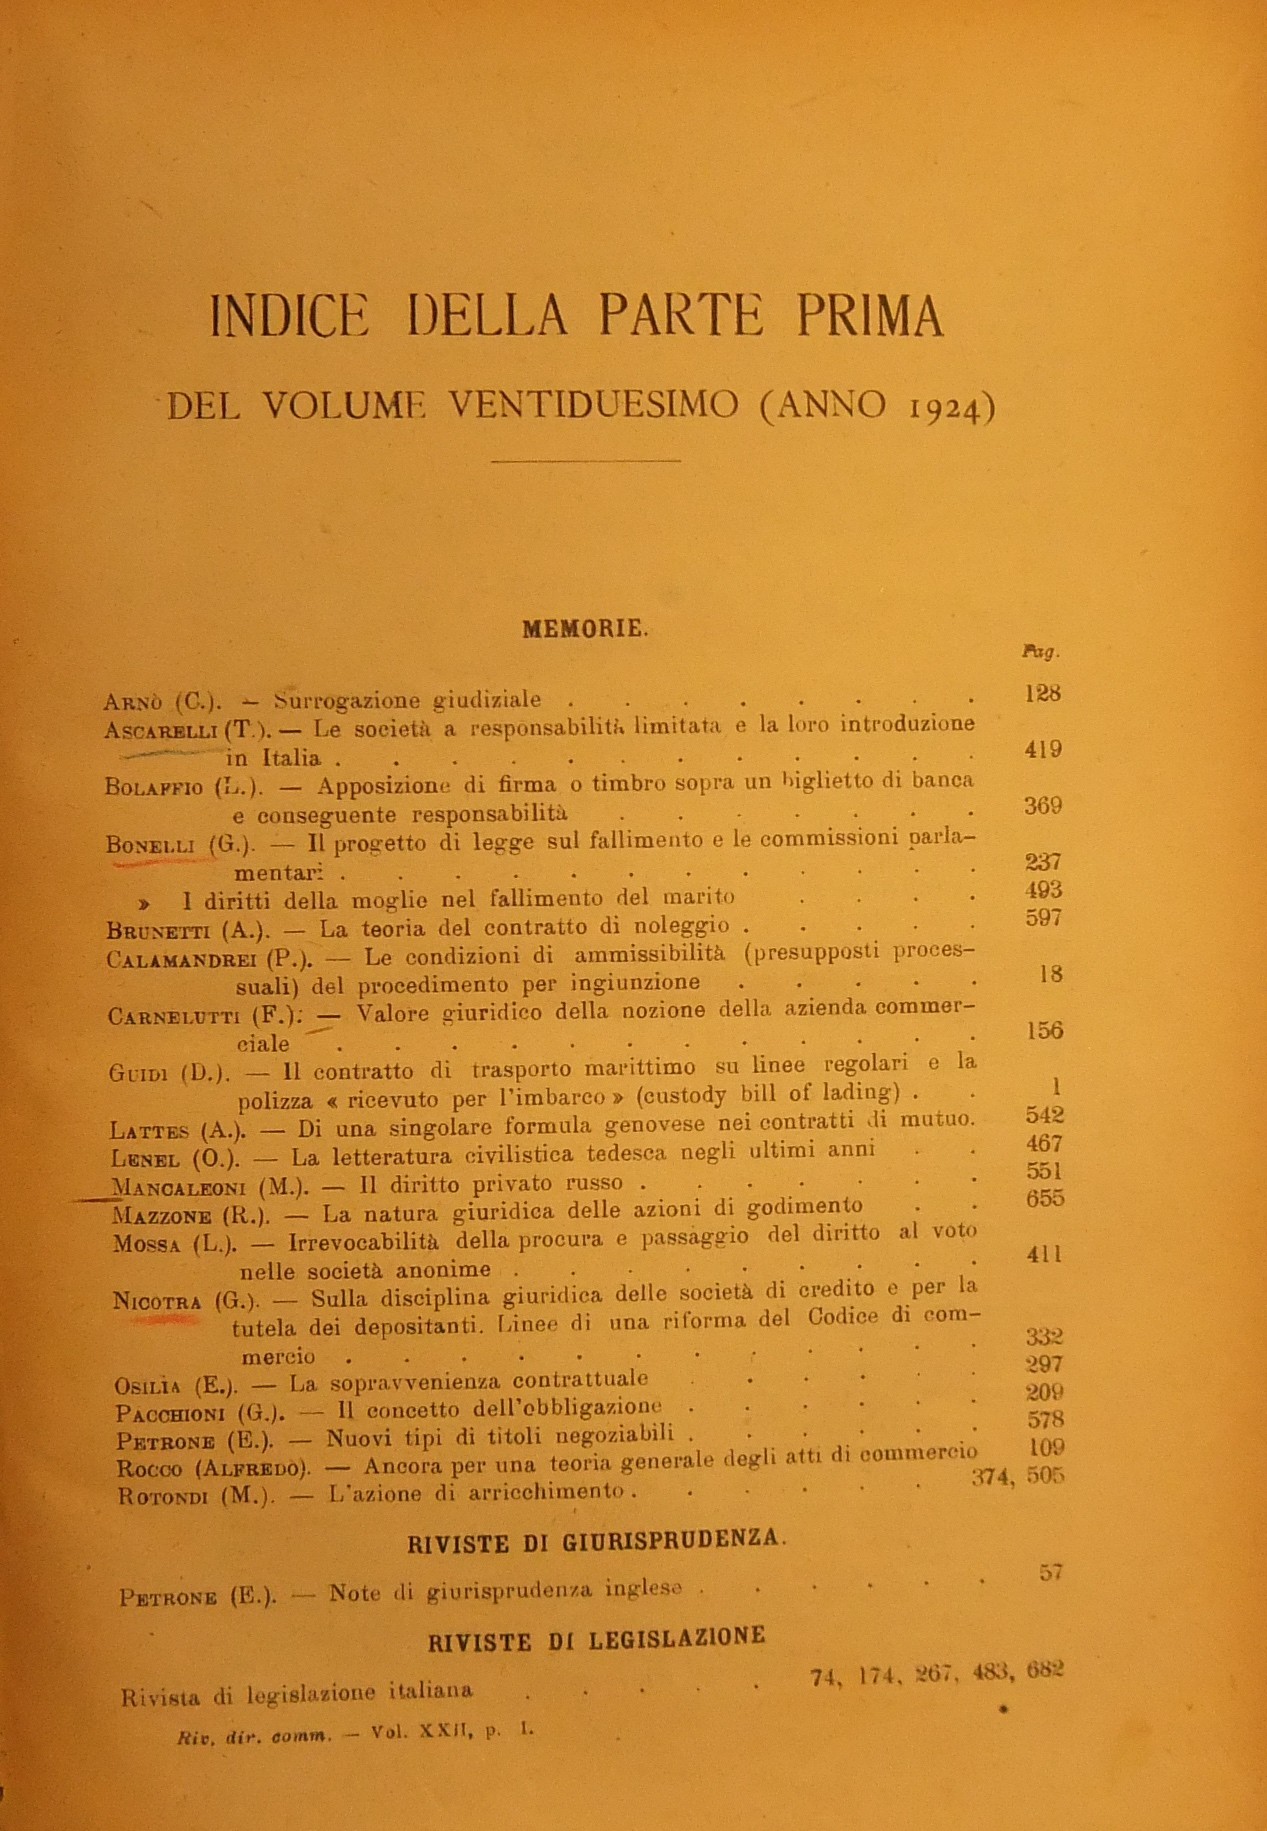 INDICE DELLA PARTE PRIMA
DEL VOLUME VENTIDUESIMO (ANNO 1924)
MEMORIE.
Pag.
ARNÒ (C.). — Surrogazione giudiziale . . . . . . . . 128
ASCARELLI (T.). — Le società a responsabilità limitata e la loro introduzione
in Italia . . . . . . . . . . . . 419
BOLAFFIO (L.). — Apposizione di firma o timbro sopra un biglietto di banca
e conseguente responsabilità . . . . . . . 369
BONELLI (G.). — Il progetto di legge sul fallimento e le commissioni parla-
mentari . . . . . . . . . . . . 237
» I diritti della moglie nel fallimento del marito . . . . 493
BRUNETTI (A.). — La teoria del contratto di noleggio . . . . . 597
CALAMANDREI (P.). — Le condizioni di ammissibilità (presupposti proces-
suali) del procedimento per ingiunzione . . . . . 18
CARNELUTTI (F.). — Valore giuridico della nozione della azienda commer-
ciale . . . . . . . . . . . . 156
GUIDI (D.). — Il contratto di trasporto marittimo su linee regolari e la
polizza « ricevuto per l'imbarco » (custody bill of lading) . . 1
LATTES (A.). — Di una singolare formula genovese nei contratti di mutuo. 542
LENEL (O.). — La letteratura civilistica tedesca negli ultimi anni . . 467
MANCALEONI (M.). — Il diritto privato russo . . . . . . . 551
MAZZONE (R.). — La natura giuridica delle azioni di godimento . . 655
MOSSA (L.). — Irrevocabilità della procura e passaggio del diritto al voto
nelle società anonime . . . . . . . . . 411
NICOTRA (G.). — Sulla disciplina giuridica delle società di credito e per la
tutela dei depositanti. Linee di una riforma del Codice di com-
mercio . . . . . . . . . . . . 332
OSILIA (E.). — La sopravvenienza contrattuale . . . . . . 297
PACCHIONI (G.). — Il concetto dell'obbligazione . . . . . . 209
PETRONE (E.). — Nuovi tipi di titoli negoziabili . . . . . . 578
ROCCO (ALFREDO). — Ancora per una teoria generale degli atti di commercio 109
ROTONDI (M.). — L'azione di arricchimento . . . . . . 374, 505
RIVISTE DI GIURISPRUDENZA.
PETRONE (E.). — Note di giurisprudenza inglese . . . . . . 57
RIVISTE DI LEGISLAZIONE
Rivista di legislazione italiana . . . . . 74, 174, 267, 483, 682
Riv. dir. comm. — Vol. XXII, p. I.